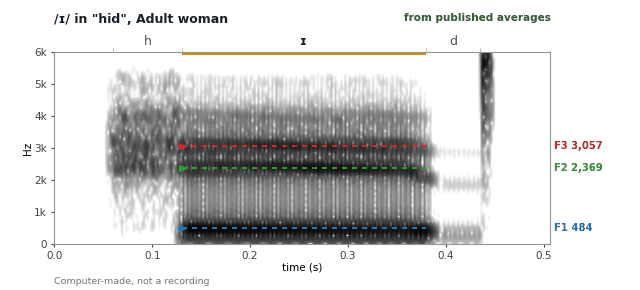 /ɪ/ in "hid", Adult woman
from published averages
h ɪ d
6k
5k
4k
3k
2k
1k
0
Hz
F3 3,057
F2 2,369
F1 484
0.0 0.1 0.2 0.3 0.4 0.5
time (s)
Computer-made, not a recording